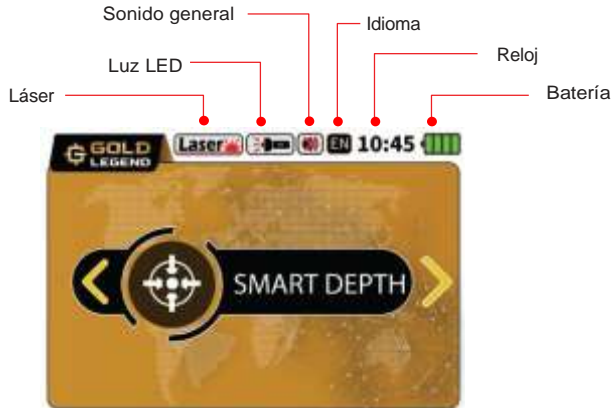 Sonido general
Idioma
Luz LED
Reloj
Láser
Batería
GOLD
LEGEND
Laser
EN
10:45
SMART DEPTH